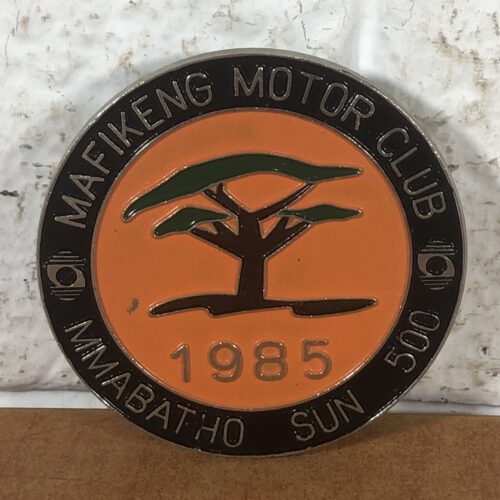 MAFIKENG MOTOR CLUB
1985
MMABATHO SUN 500